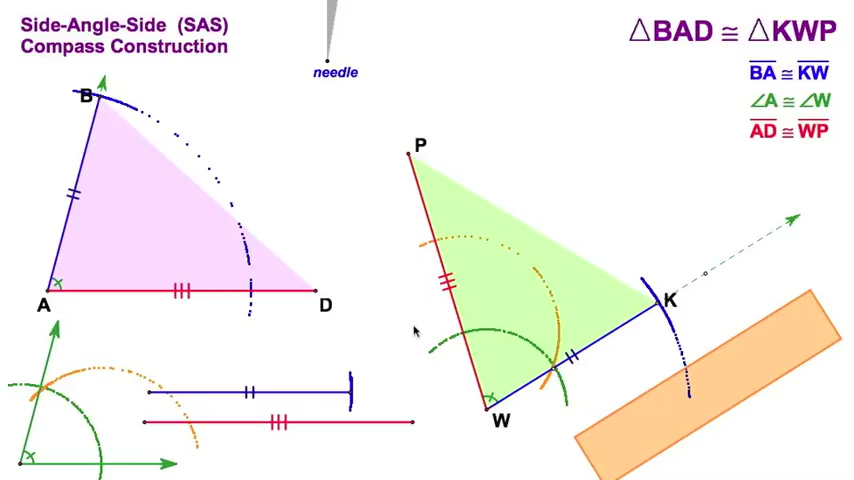 Side-Angle-Side (SAS)
Compass Construction
needle
△BAD ≅ △KWP
BA ≅ KW
∠A ≅ ∠W
AD ≅ WP
B
A
D
P
K
W